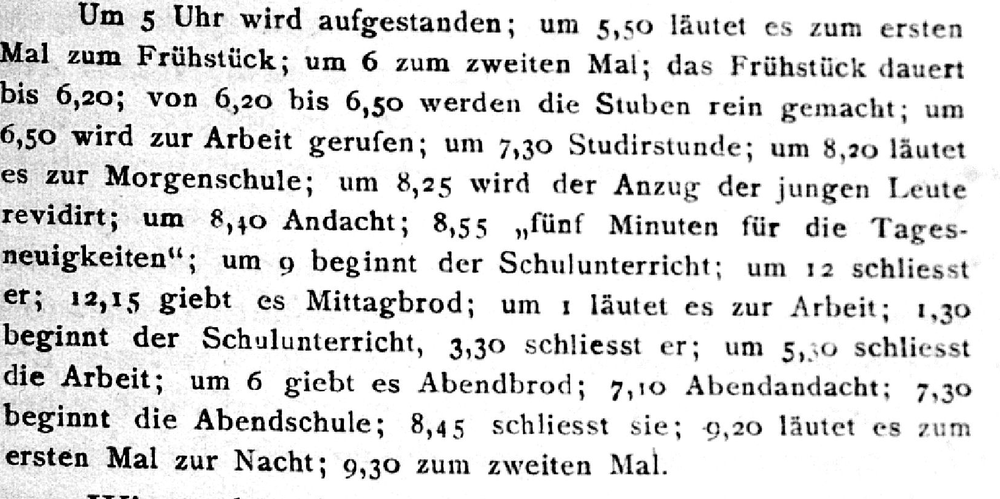 Um 5 Uhr wird aufgestanden; um 5,50 läutet es zum ersten
Mal zum Frühstück; um 6 zum zweiten Mal; das Frühstück dauert
bis 6,20; von 6,20 bis 6,50 werden die Stuben rein gemacht; um
6,50 wird zur Arbeit gerufen; um 7,30 Studirstunde; um 8,20 läutet
es zur Morgenschule; um 8,25 wird der Anzug der jungen Leute
revidirt; um 8,40 Andacht; 8,55 „fünf Minuten für die Tages-
neuigkeiten“; um 9 beginnt der Schulunterricht; um 12 schliesst
er; 12,15 giebt es Mittagbrod; um 1 läutet es zur Arbeit; 1,30
beginnt der Schulunterricht, 3,30 schliesst er; um 5,30 schliesst
die Arbeit; um 6 giebt es Abendbrod; 7,10 Abendandacht; 7,30
beginnt die Abendschule; 8,45 schliesst sie; 9,20 läutet es zum
ersten Mal zur Nacht; 9,30 zum zweiten Mal.